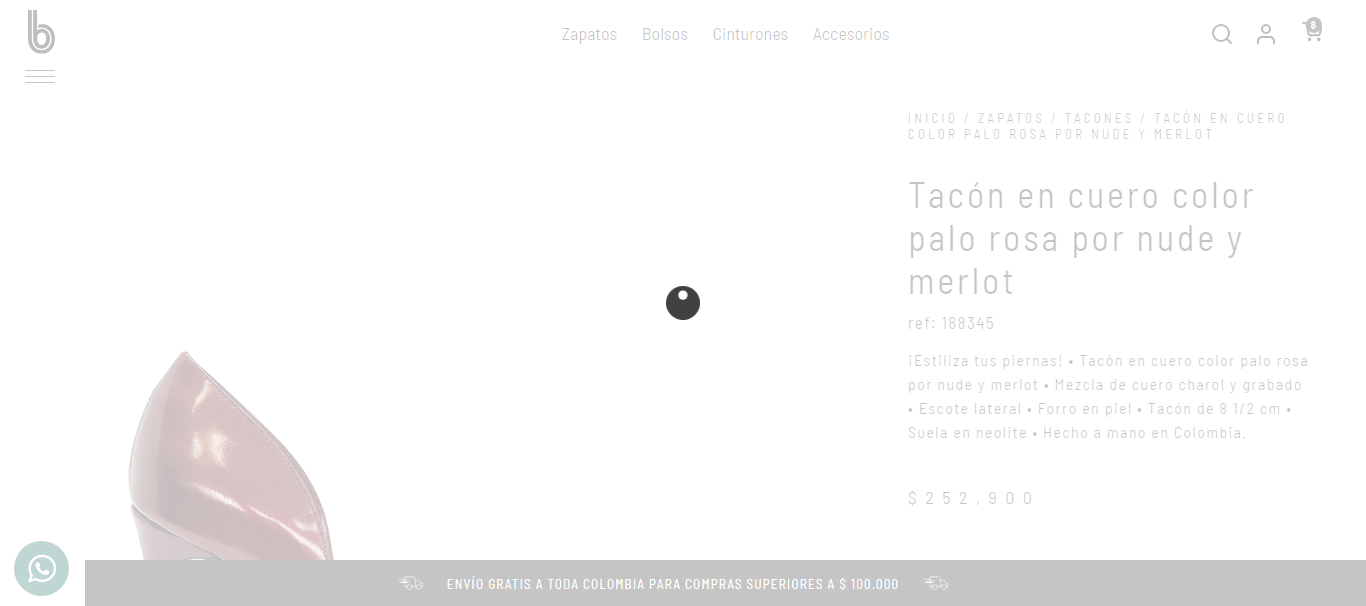 b
Zapatos Bolsos Cinturones Accesorios
8
INICIO / ZAPATOS / TACONES / TACÓN EN CUERO
COLOR PALO ROSA POR NUDE Y MERLOT
Tacón en cuero color
palo rosa por nude y
merlot
ref: 188345
¡Estiliza tus piernas! • Tacón en cuero color palo rosa
por nude y merlot • Mezcla de cuero charol y grabado
• Escote lateral • Forro en piel • Tacón de 8 1/2 cm •
Suela en neolite • Hecho a mano en Colombia.
$252,900
ENVÍO GRATIS A TODA COLOMBIA PARA COMPRAS SUPERIORES A $ 100.000